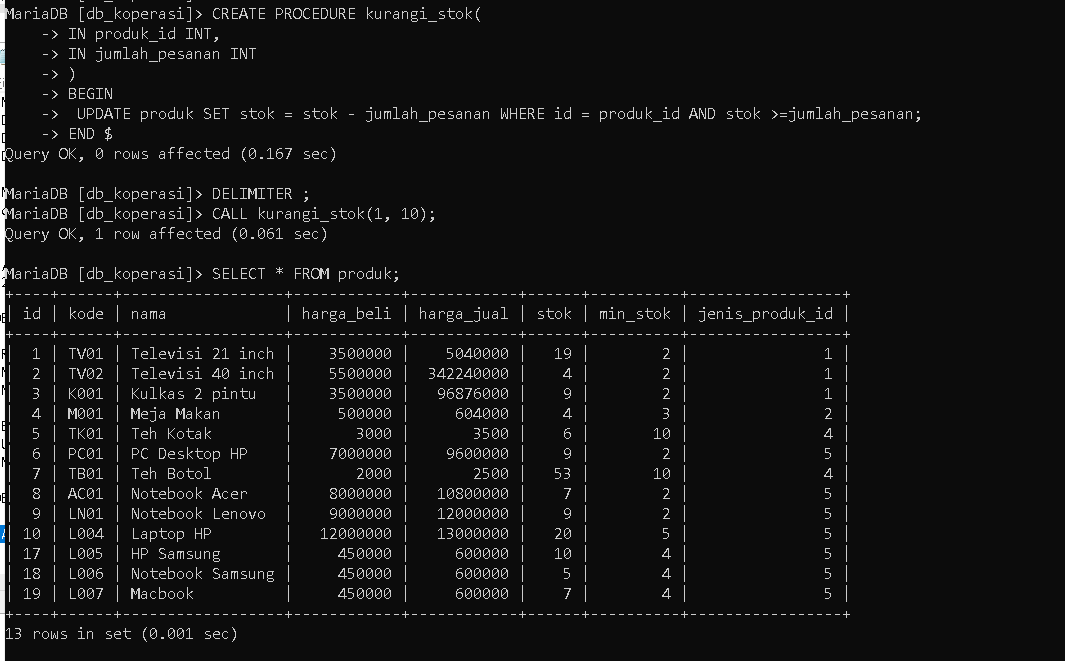 MariaDB [db_koperasi]> CREATE PROCEDURE kurangi_stok(
    -> IN produk_id INT,
    -> IN jumlah_pesanan INT
    -> )
    -> BEGIN
    ->  UPDATE produk SET stok = stok - jumlah_pesanan WHERE id = produk_id AND stok >=jumlah_pesanan;
    -> END $
Query OK, 0 rows affected (0.167 sec)

MariaDB [db_koperasi]> DELIMITER ;
MariaDB [db_koperasi]> CALL kurangi_stok(1, 10);
Query OK, 1 row affected (0.061 sec)

MariaDB [db_koperasi]> SELECT * FROM produk;
+----+------+------------------+------------+------------+------+----------+-----------------+
| id | kode | nama             | harga_beli | harga_jual | stok | min_stok | jenis_produk_id |
+----+------+------------------+------------+------------+------+----------+-----------------+
|  1 | TV01 | Televisi 21 inch |    3500000 |    5040000 |   19 |        2 |               1 |
|  2 | TV02 | Televisi 40 inch |    5500000 |  342240000 |    4 |        2 |               1 |
|  3 | K001 | Kulkas 2 pintu   |    3500000 |   96876000 |    9 |        2 |               1 |
|  4 | M001 | Meja Makan       |     500000 |     604000 |    4 |        3 |               2 |
|  5 | TK01 | Teh Kotak        |       3000 |       3500 |    6 |       10 |               4 |
|  6 | PC01 | PC Desktop HP    |    7000000 |    9600000 |    9 |        2 |               5 |
|  7 | TB01 | Teh Botol        |       2000 |       2500 |   53 |       10 |               4 |
|  8 | AC01 | Notebook Acer    |    8000000 |   10800000 |    7 |        2 |               5 |
|  9 | LN01 | Notebook Lenovo  |    9000000 |   12000000 |    9 |        2 |               5 |
| 10 | L004 | Laptop HP        |   12000000 |   13000000 |   20 |        5 |               5 |
| 17 | L005 | HP Samsung       |     450000 |     600000 |   10 |        4 |               5 |
| 18 | L006 | Notebook Samsung |     450000 |     600000 |    5 |        4 |               5 |
| 19 | L007 | Macbook          |     450000 |     600000 |    7 |        4 |               5 |
+----+------+------------------+------------+------------+------+----------+-----------------+
13 rows in set (0.001 sec)